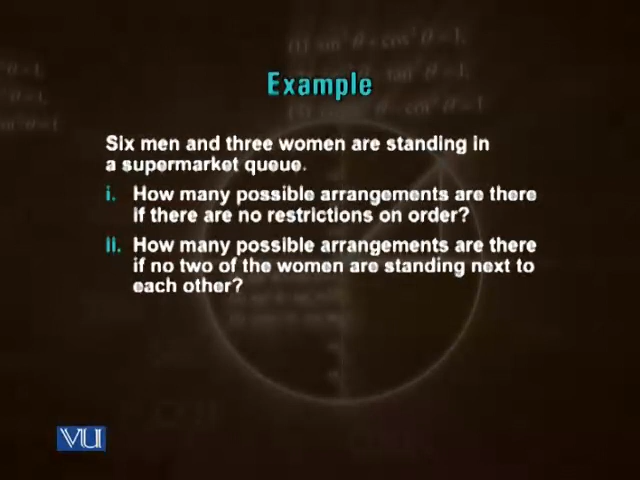 Example
Six men and three women are standing in
a supermarket queue.
i. How many possible arrangements are there
if there are no restrictions on order?
ii. How many possible arrangements are there
if no two of the women are standing next to
each other?
VU